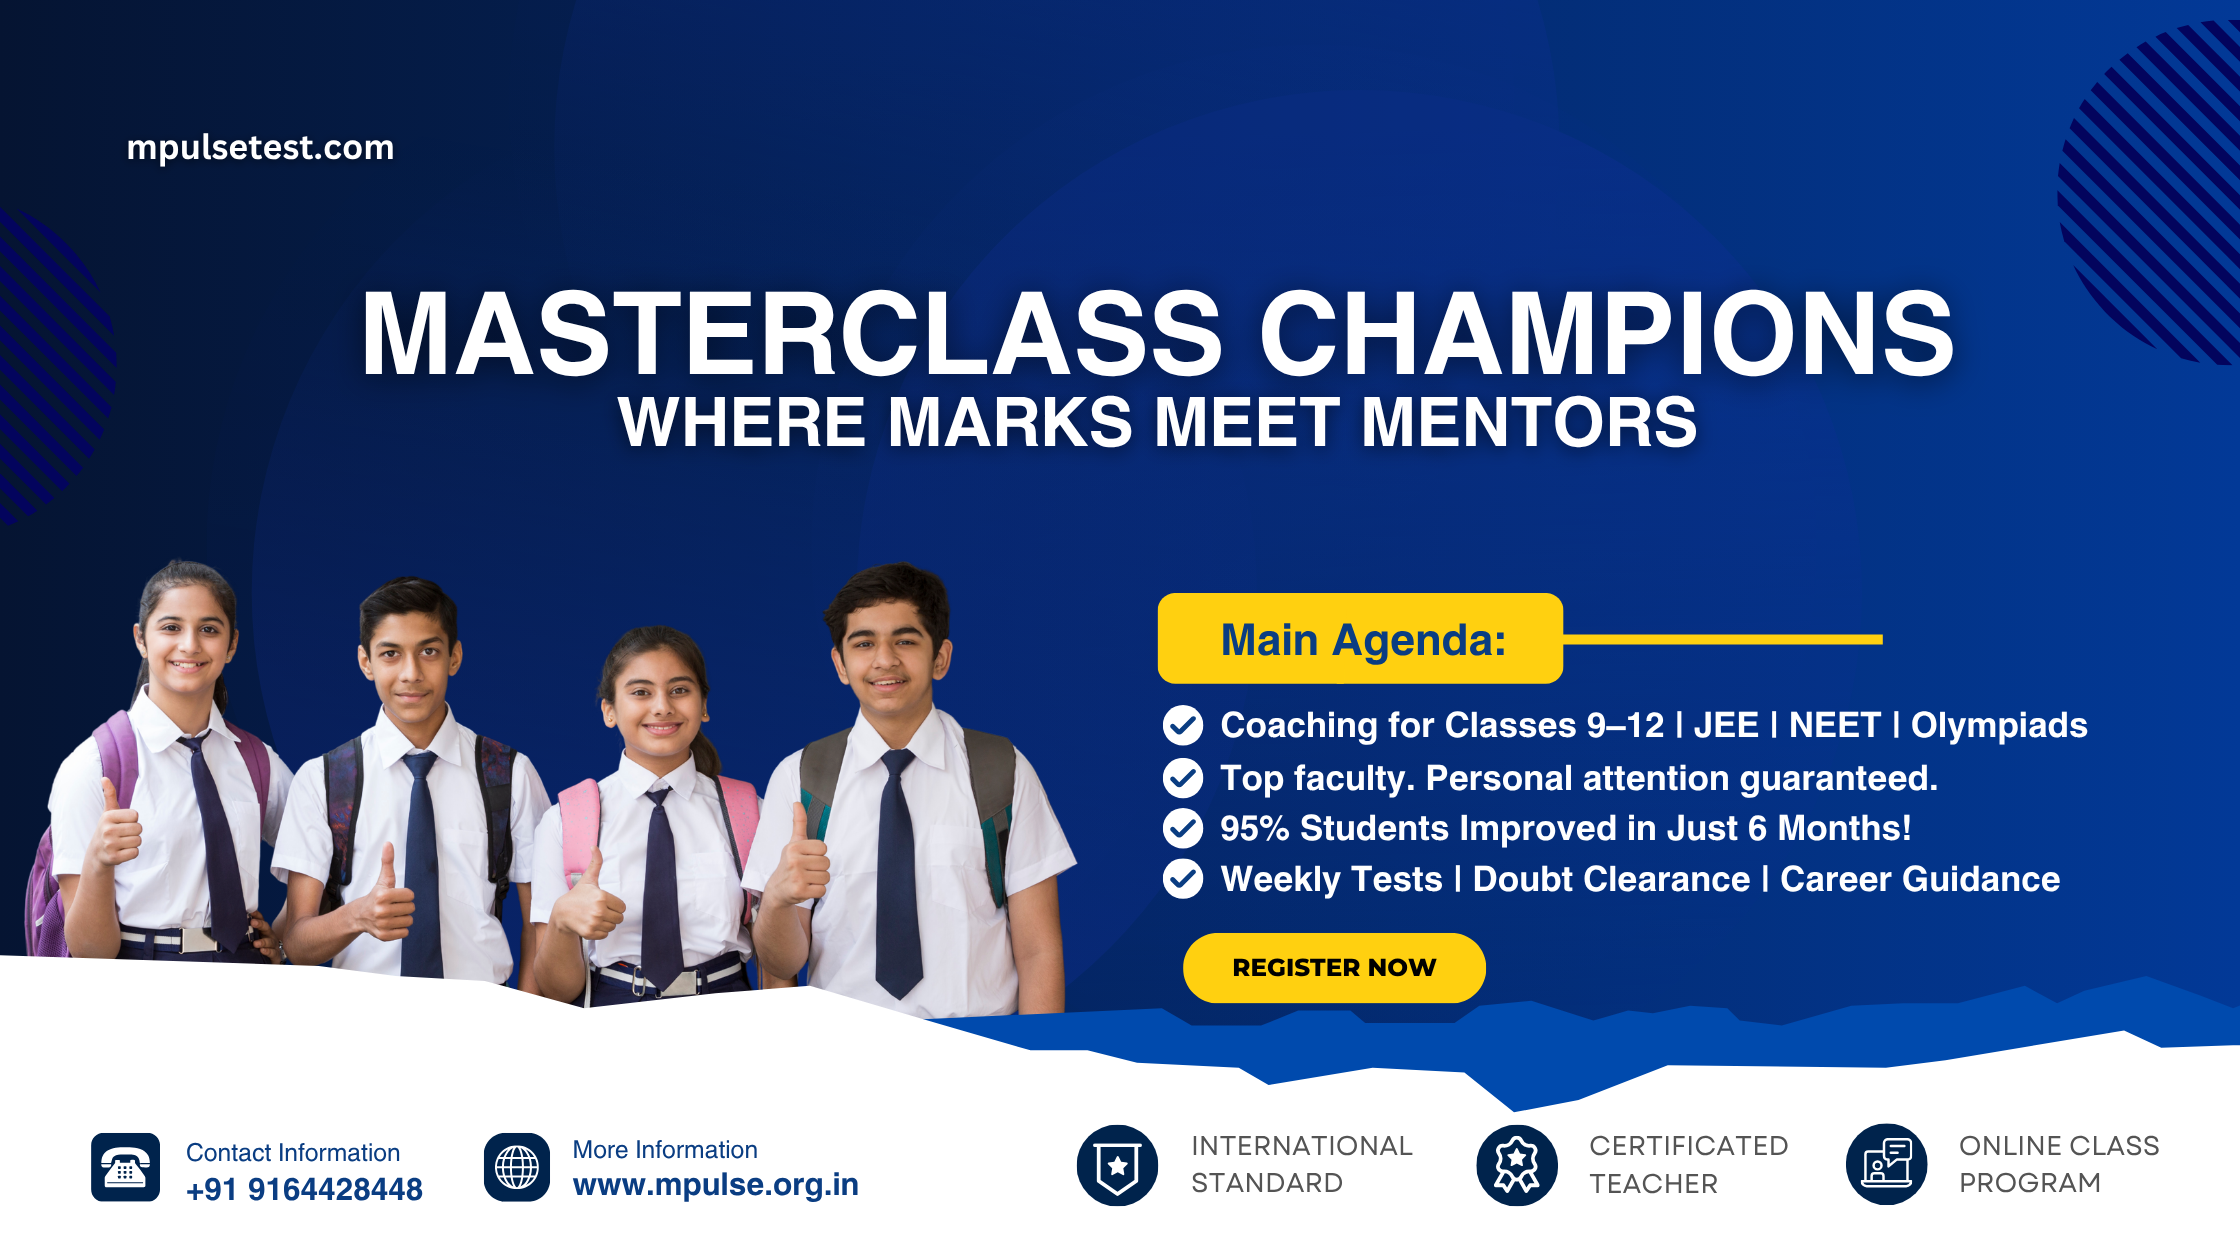 mpulsetest.com
MASTERCLASS CHAMPIONS
WHERE MARKS MEET MENTORS
Main Agenda:
Coaching for Classes 9–12 | JEE | NEET | Olympiads
Top faculty. Personal attention guaranteed.
95% Students Improved in Just 6 Months!
Weekly Tests | Doubt Clearance | Career Guidance
REGISTER NOW
Contact Information
+91 9164428448
More Information
www.mpulse.org.in
INTERNATIONAL
STANDARD
CERTIFICATED
TEACHER
ONLINE CLASS
PROGRAM